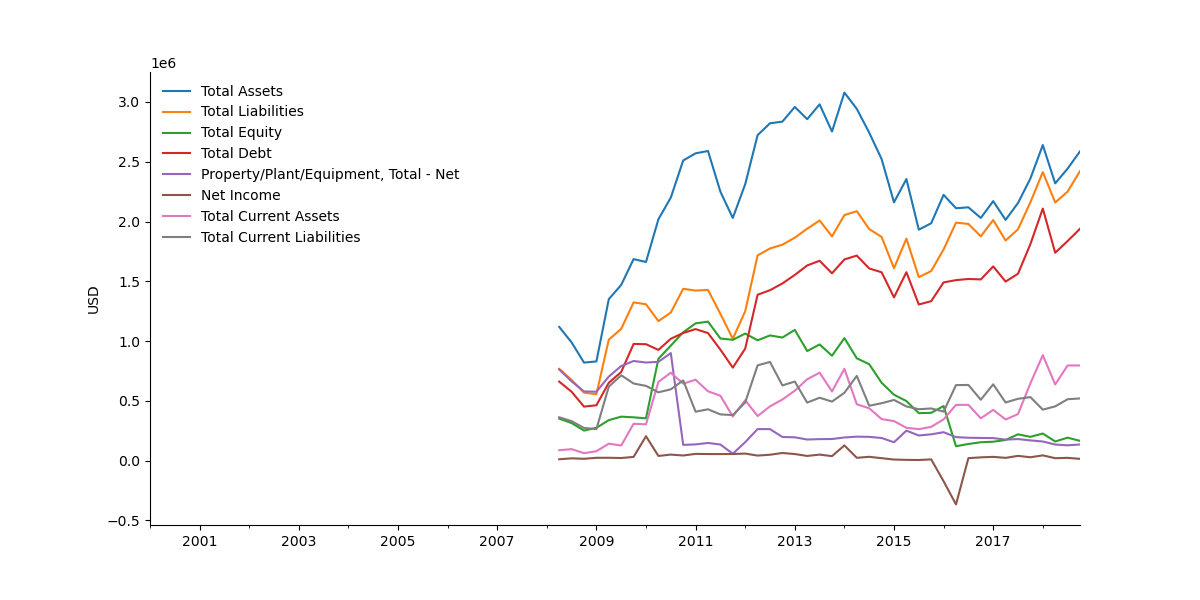 1e6
3.0
2.5
2.0
1.5
1.0
0.5
0.0
−0.5
USD
Total Assets
Total Liabilities
Total Equity
Total Debt
Property/Plant/Equipment, Total - Net
Net Income
Total Current Assets
Total Current Liabilities
2001 2003 2005 2007 2009 2011 2013 2015 2017